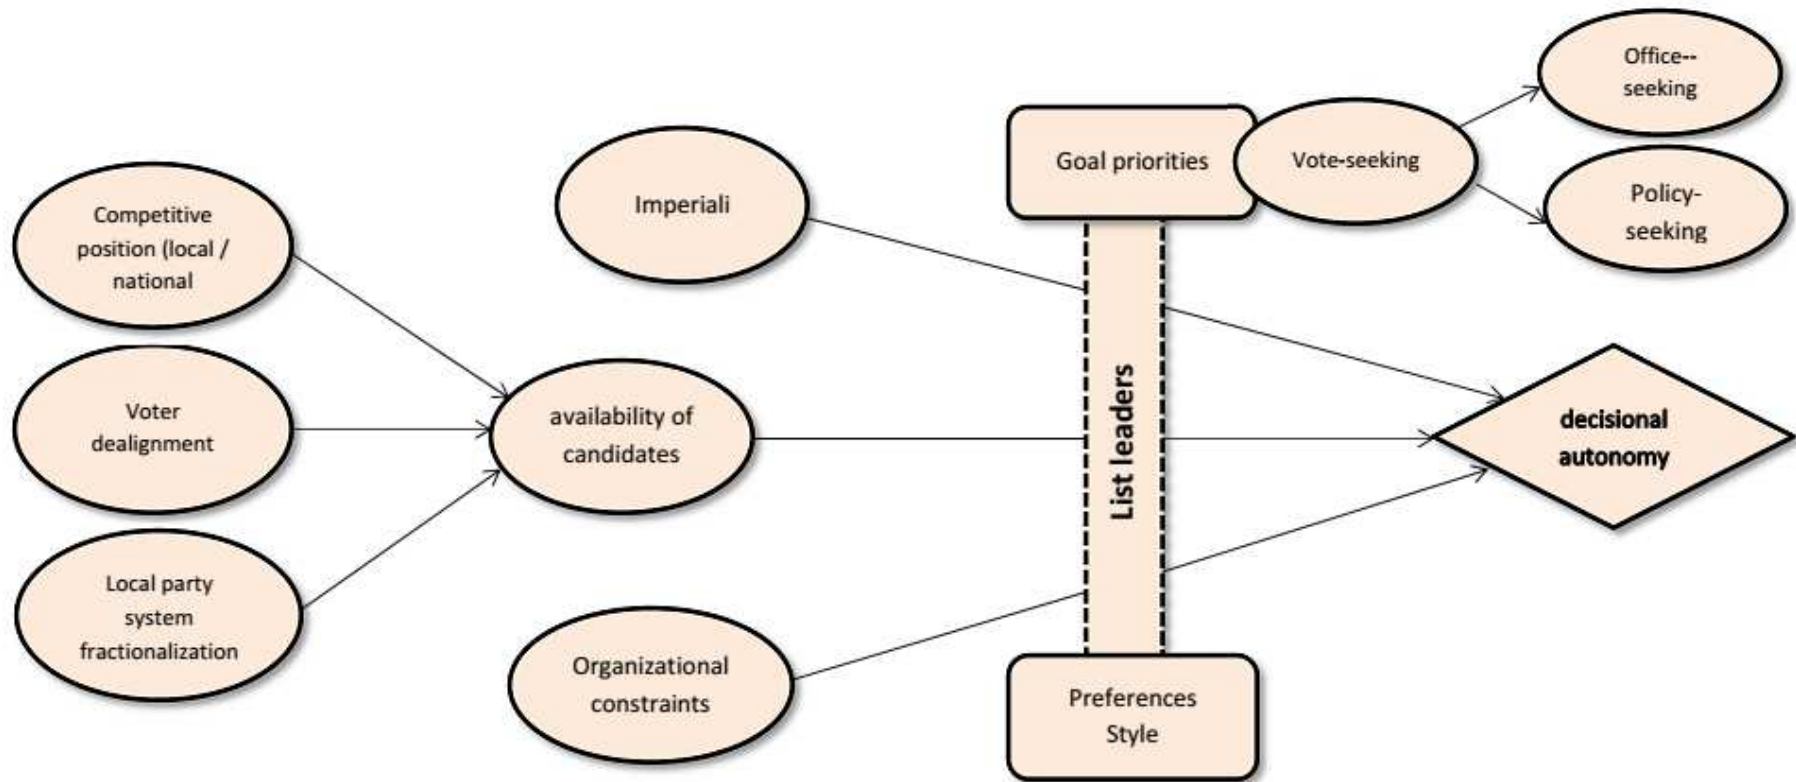 Office--
seeking
Goal priorities
Vote-seeking
Policy-
seeking
Imperiali
Competitive
position (local /
national
Voter
dealignment
availability of
candidates
List leaders
decisional
autonomy
Local party
system
fractionalization
Organizational
constraints
Preferences
Style